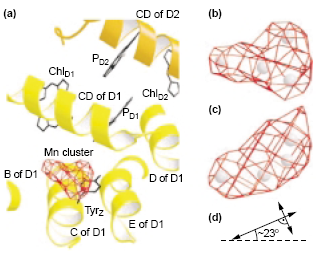 (a)
CD of D2
P_D2
Chl_D1
Chl_D2
CD of D1
P_D1
Mn cluster
B of D1
D of D1
Tyr_Z
C of D1
E of D1
(b)
(c)
(d)
~23°